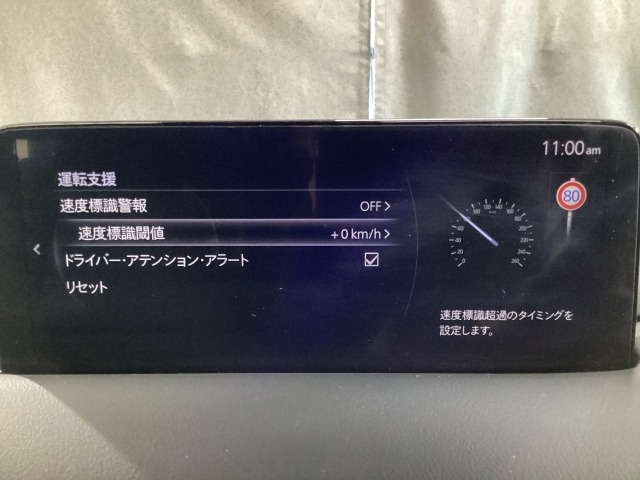 11:00am
運転支援
速度標識警報 OFF
速度標識閾値 +0 km/h
ドライバー・アテンション・アラート
リセット
80
速度標識超過のタイミングを
設定します。